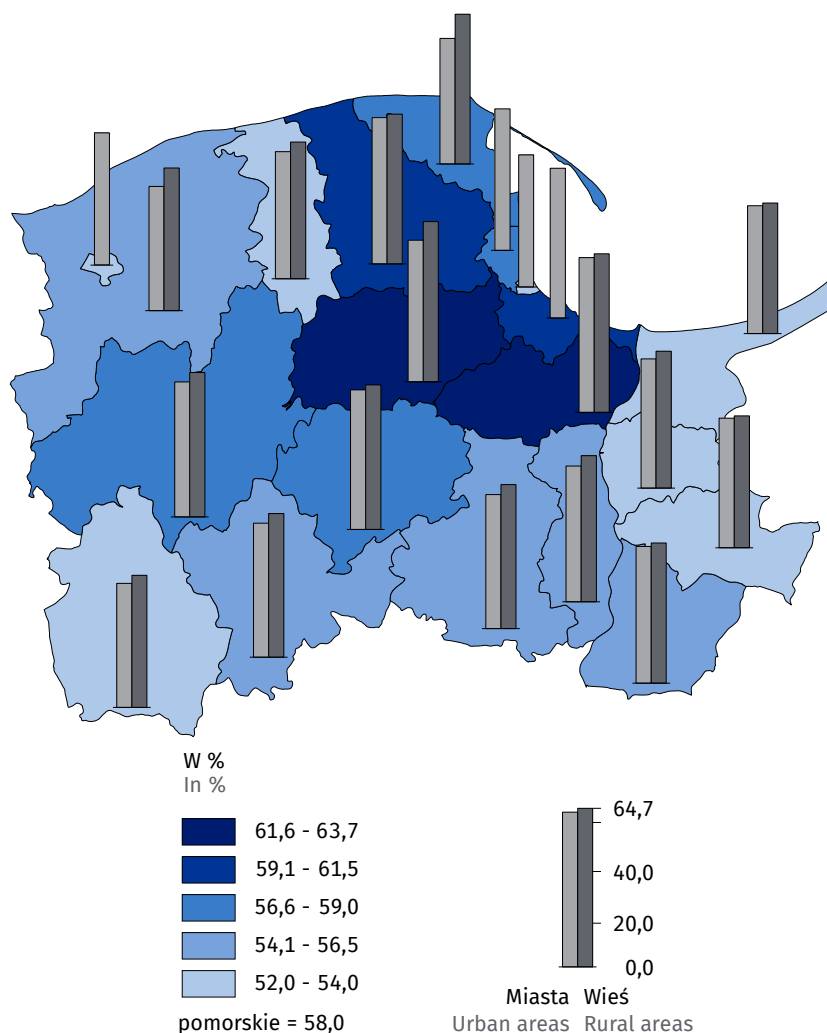 W %
In %
61,6 - 63,7
59,1 - 61,5
56,6 - 59,0
54,1 - 56,5
52,0 - 54,0
pomorskie = 58,0
64,7
40,0
20,0
0,0
Miasta Wieś
Urban areas Rural areas